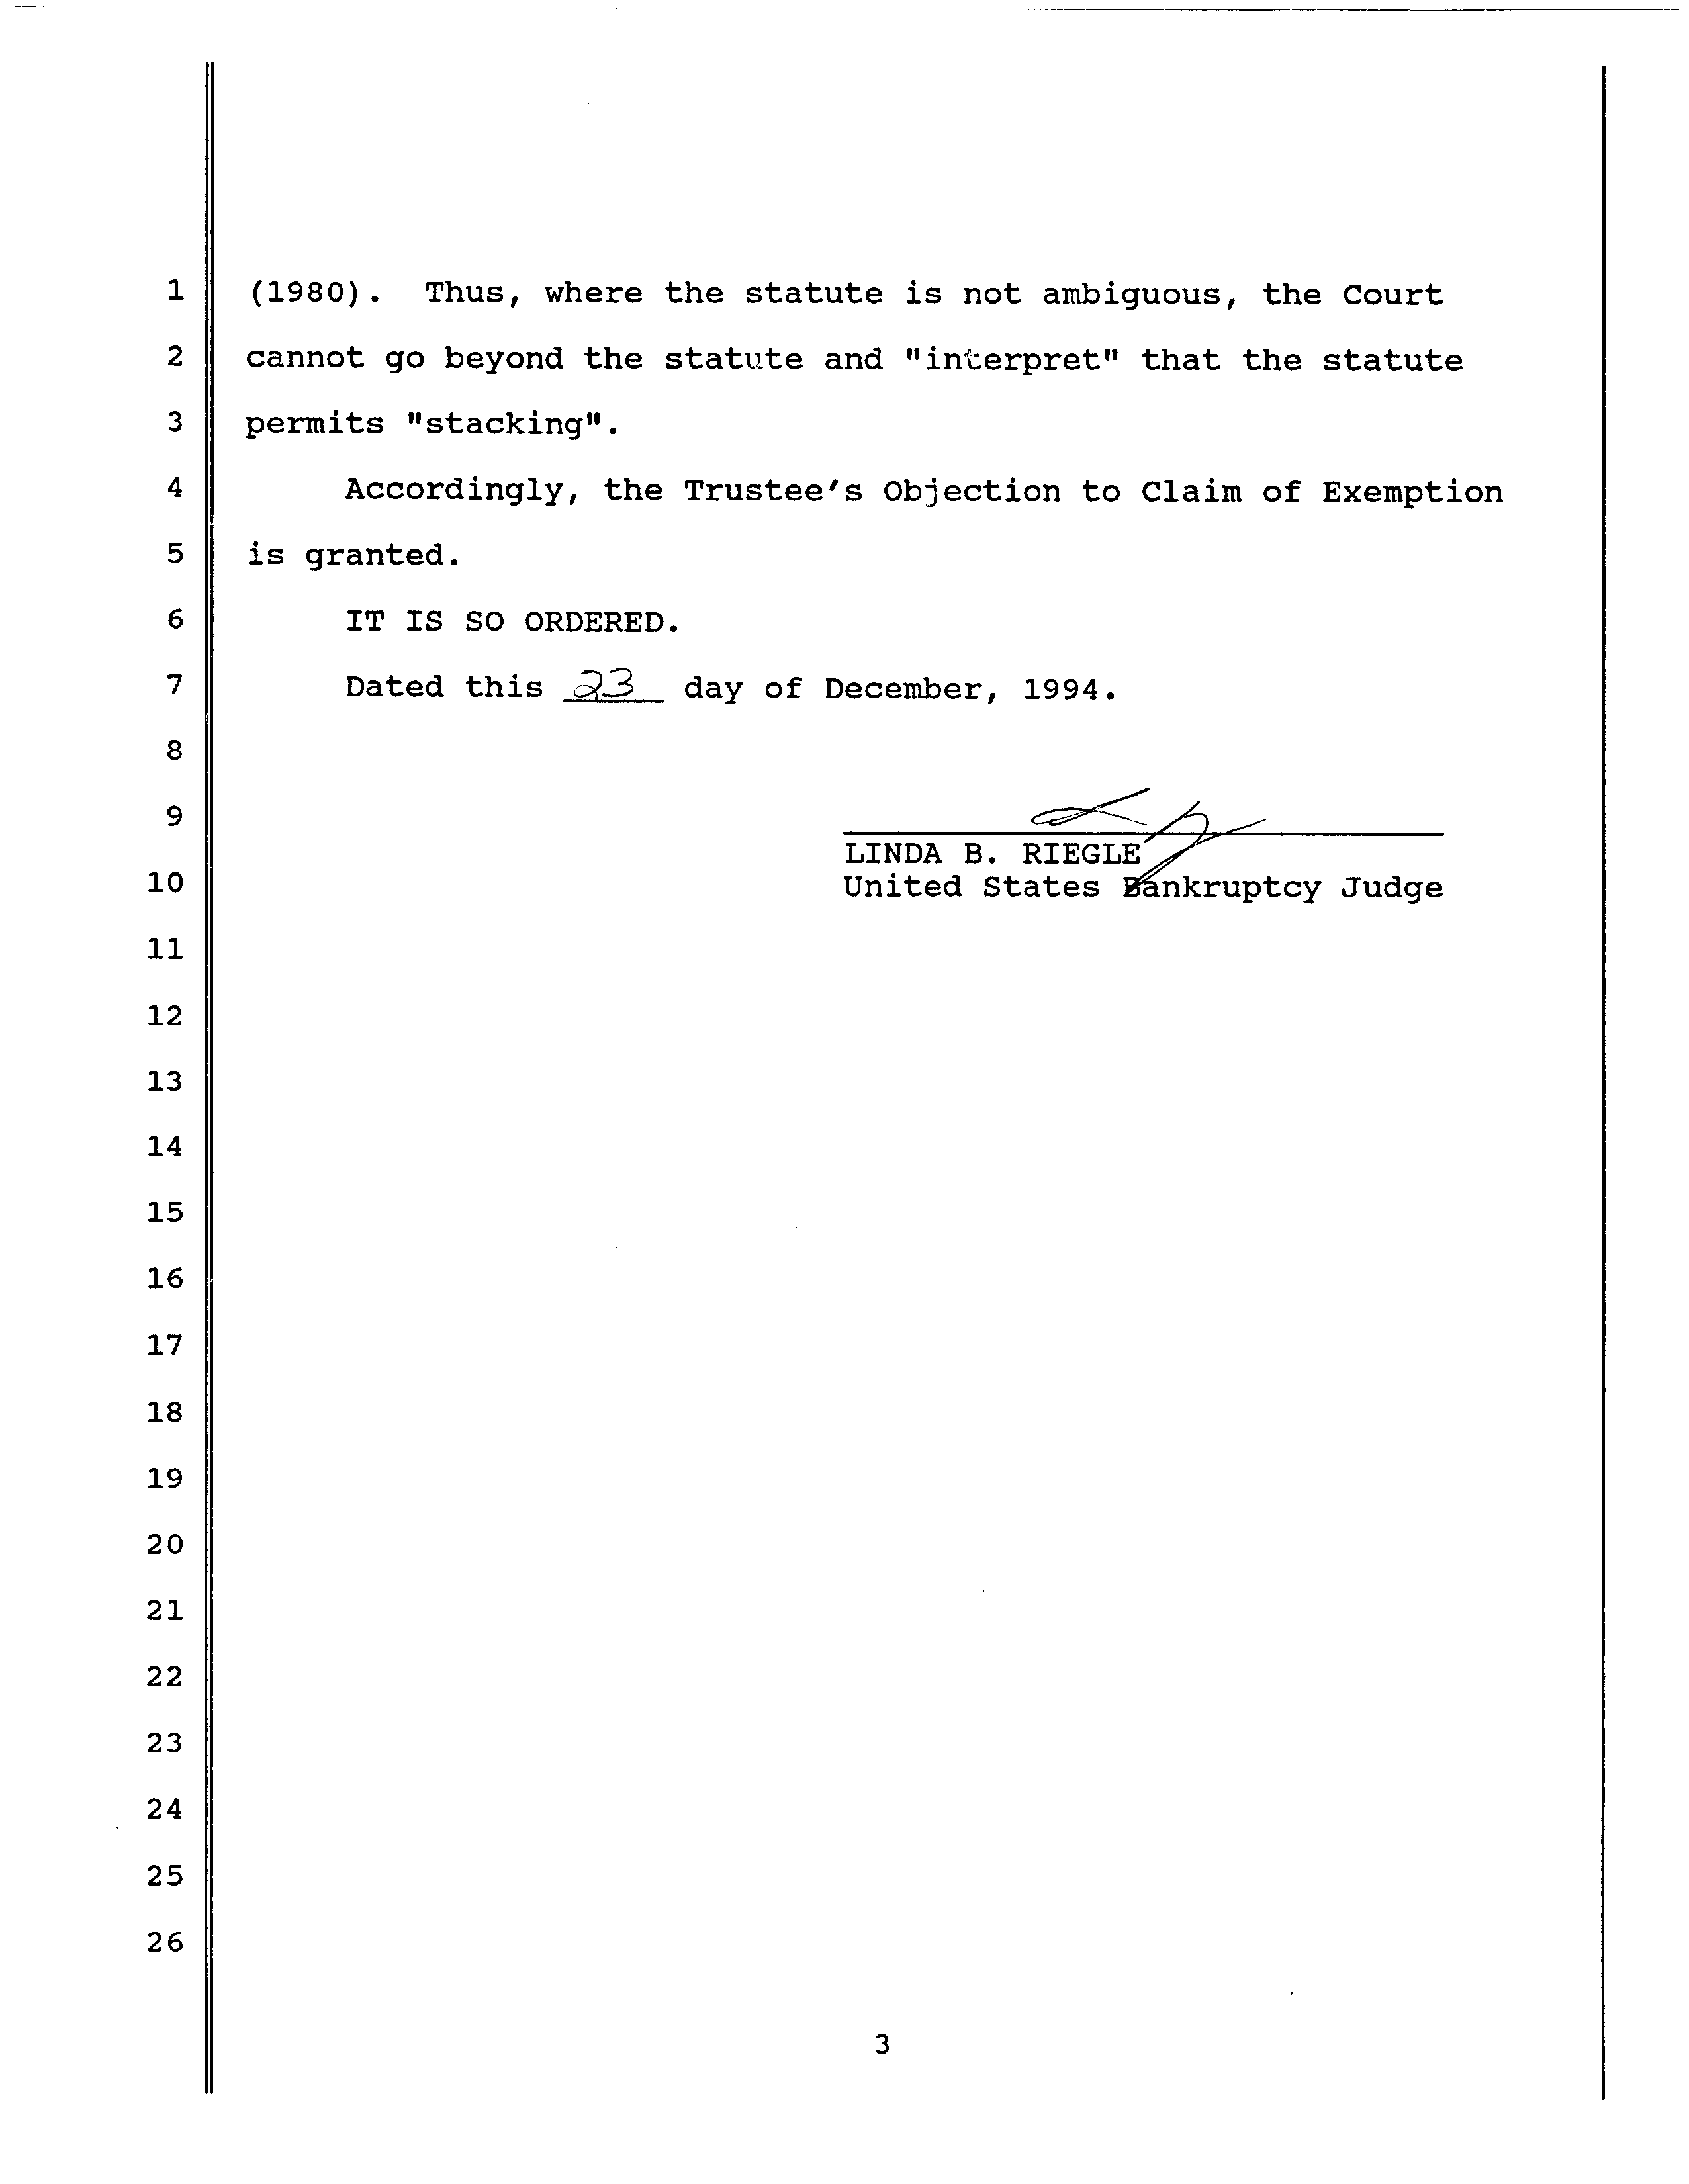 1 (1980). Thus, where the statute is not ambiguous, the Court
2 cannot go beyond the statute and "interpret" that the statute
3 permits "stacking".
4 Accordingly, the Trustee's Objection to Claim of Exemption
5 is granted.
6 IT IS SO ORDERED.
7 Dated this 23 day of December, 1994.
8
9
LINDA B. RIEGLE
10 United States Bankruptcy Judge
11
12
13
14
15
16
17
18
19
20
21
22
23
24
25
26
3